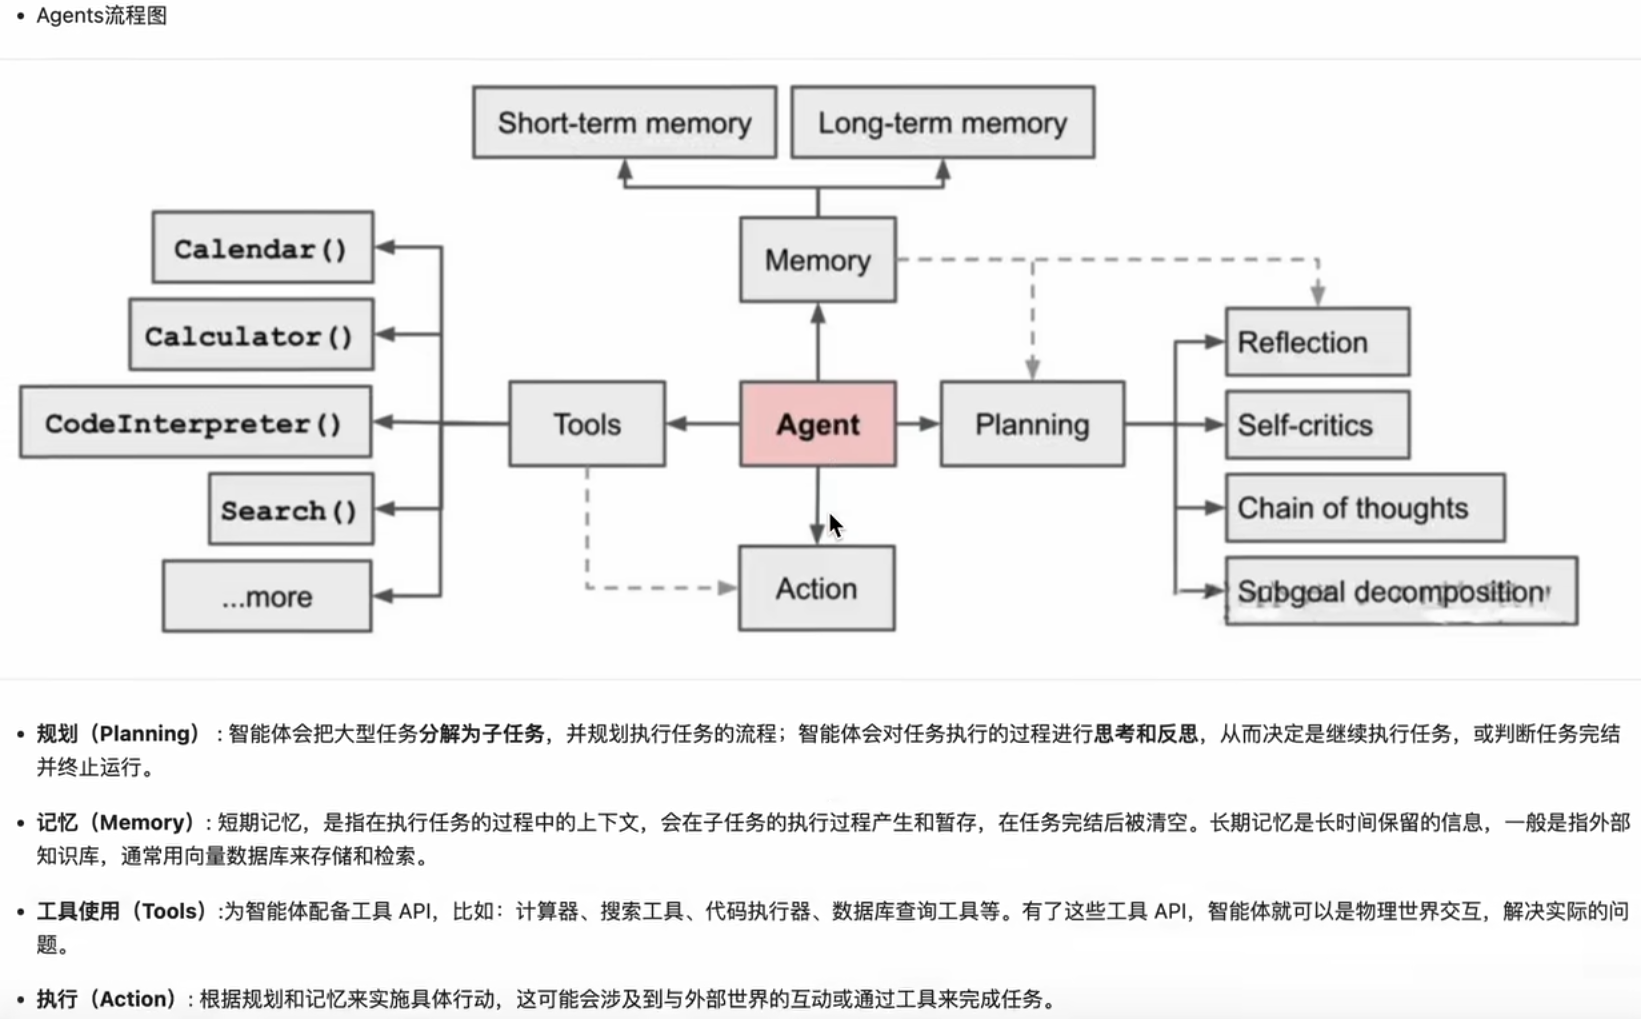 • Agents流程图
Short-term memory
Long-term memory
Calendar()
Memory
Calculator()
Reflection
CodeInterpreter()
Tools
Agent
Planning
Self-critics
Search()
Chain of thoughts
...more
Action
Subgoal decomposition
• 规划（Planning）：智能体会把大型任务分解为子任务，并规划执行任务的流程；智能体会对任务执行的过程进行思考和反思，从而决定是继续执行任务，或判断任务完结
并终止运行。
• 记忆（Memory）: 短期记忆，是指在执行任务的过程中的上下文，会在子任务的执行过程产生和暂存，在任务完结后被清空。长期记忆是长时间保留的信息，一般是指外部
知识库，通常用向量数据库来存储和检索。
• 工具使用（Tools）:为智能体配备工具 API，比如：计算器、搜索工具、代码执行器、数据库查询工具等。有了这些工具 API，智能体就可以是物理世界交互，解决实际的问
题。
• 执行（Action）: 根据规划和记忆来实施具体行动，这可能会涉及到与外部世界的互动或通过工具来完成任务。